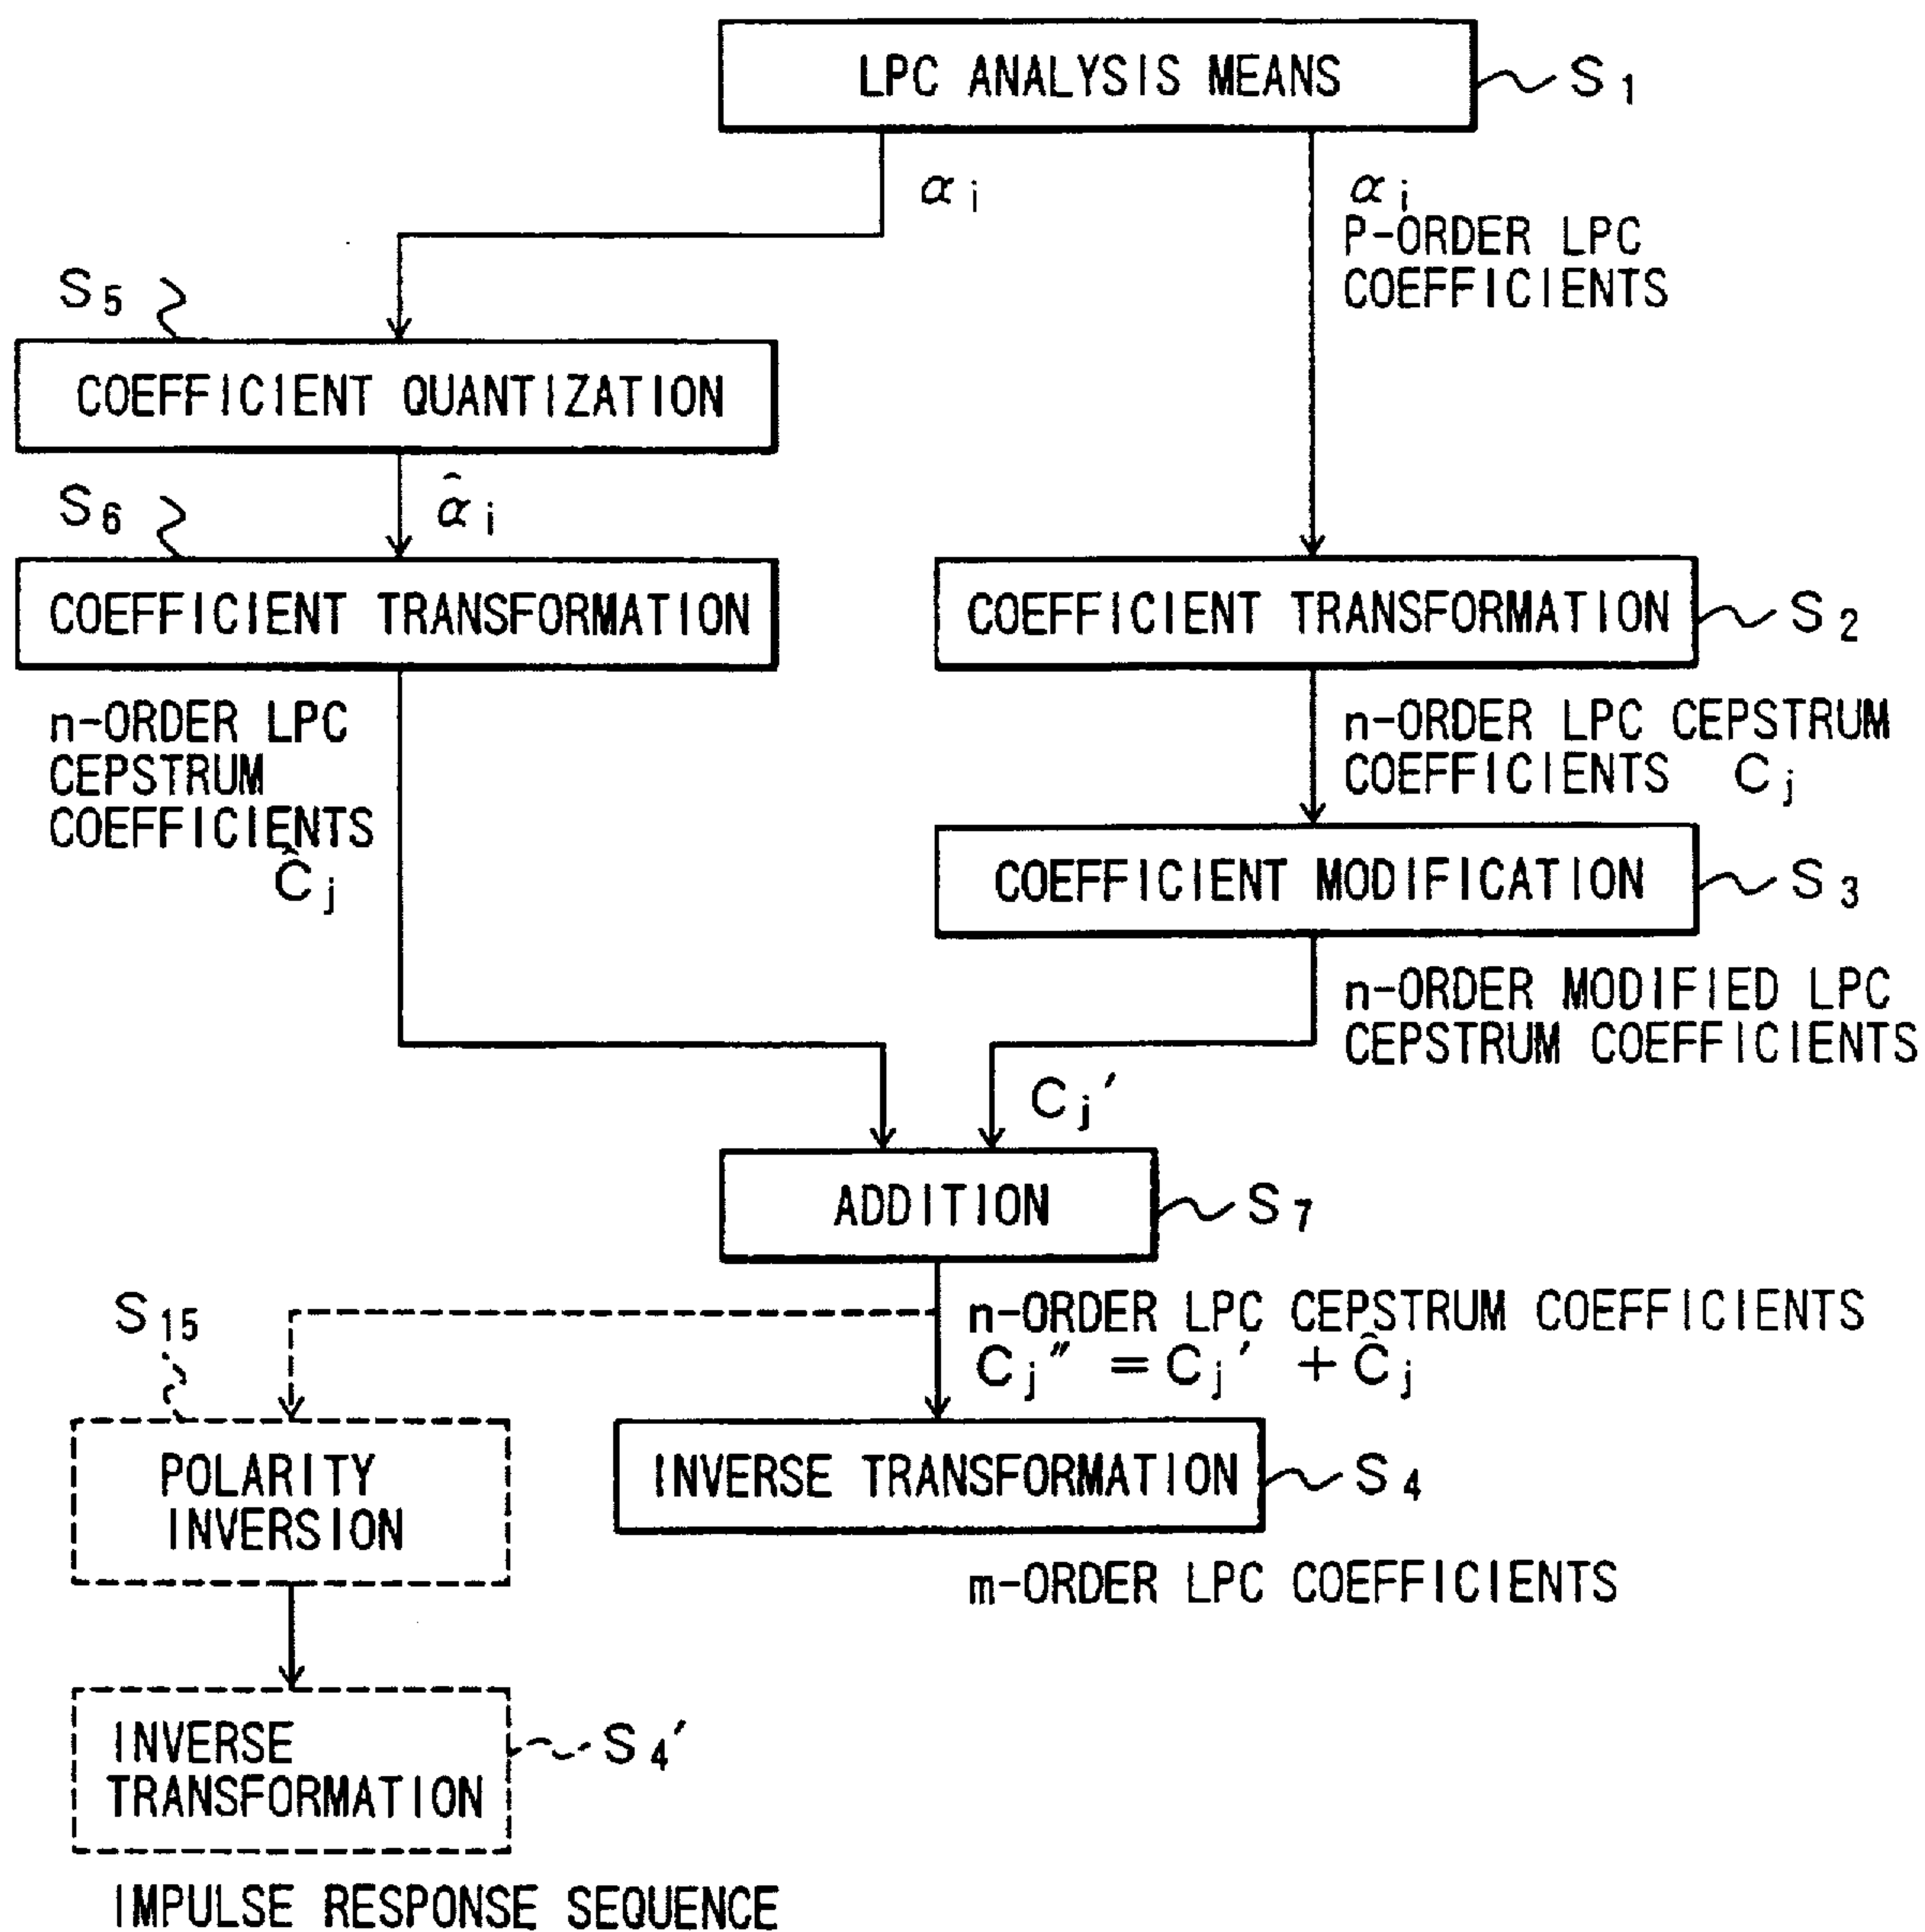 LPC ANALYSIS MEANS
S1
αi
αi
P-ORDER LPC
COEFFICIENTS
S5
COEFFICIENT QUANTIZATION
S6
α̂i
COEFFICIENT TRANSFORMATION
COEFFICIENT TRANSFORMATION
S2
n-ORDER LPC
CEPSTRUM
COEFFICIENTS
Ĉj
n-ORDER LPC CEPSTRUM
COEFFICIENTS Cj
COEFFICIENT MODIFICATION
S3
n-ORDER MODIFIED LPC
CEPSTRUM COEFFICIENTS
Cj′
ADDITION
S7
S15
n-ORDER LPC CEPSTRUM COEFFICIENTS
Cj″ = Cj′ + Ĉj
POLARITY
INVERSION
INVERSE TRANSFORMATION
S4
m-ORDER LPC COEFFICIENTS
INVERSE
TRANSFORMATION
S4′
IMPULSE RESPONSE SEQUENCE